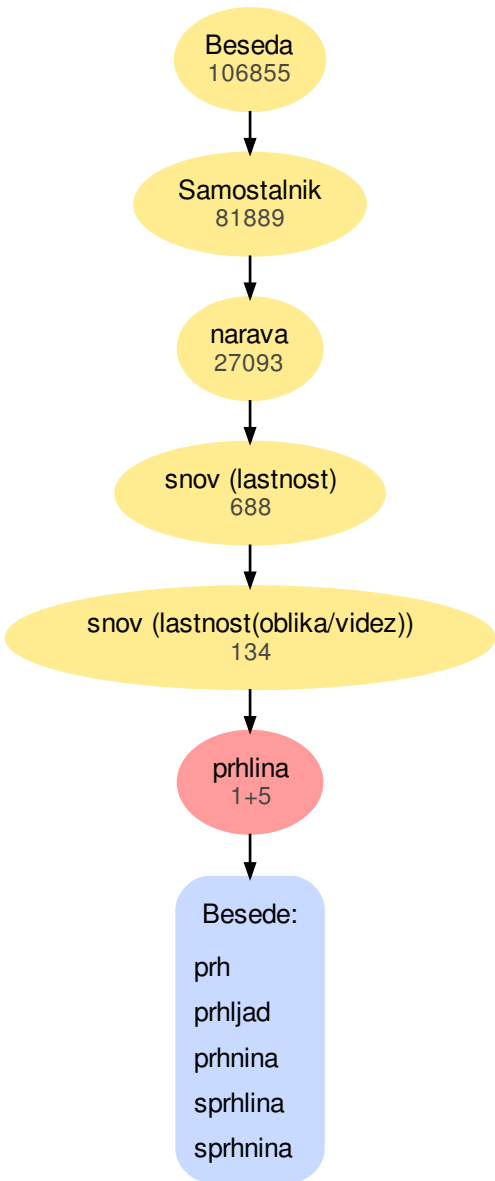 Beseda
106855
Samostalnik
81889
narava
27093
snov (lastnost)
688
snov (lastnost(oblika/videz))
134
prhlina
1+5
Besede:
prh
prhljad
prhnina
sprhlina
sprhnina